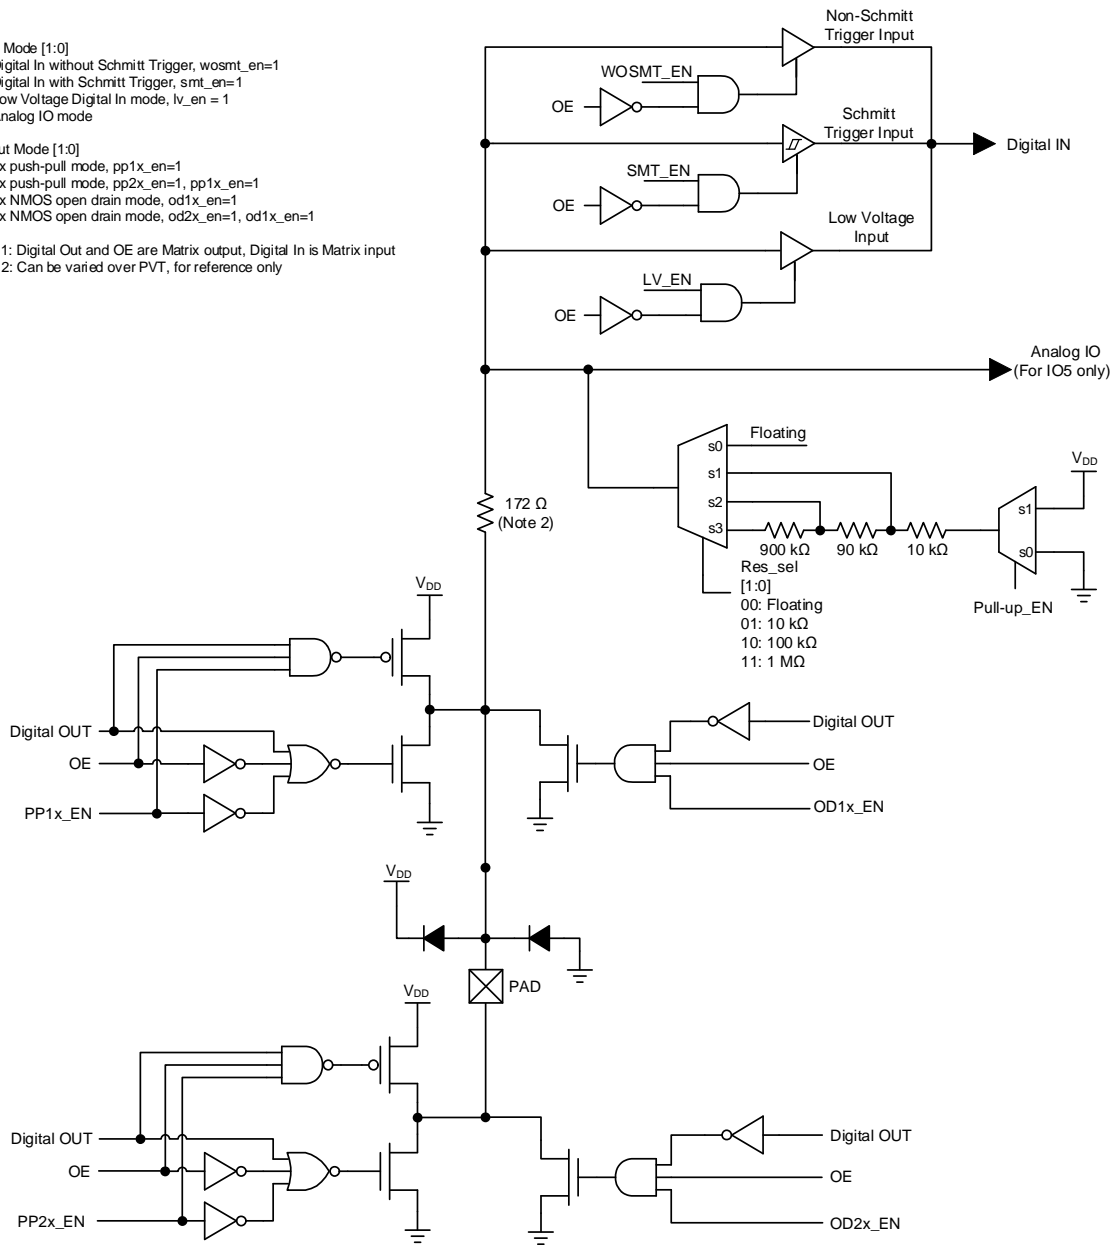 Mode [1:0]
Digital In without Schmitt Trigger, wosmt_en=1
Digital In with Schmitt Trigger, smt_en=1
Low Voltage Digital In mode, lv_en = 1
Analog IO mode
Mode [1:0]
x push-pull mode, pp1x_en=1
x push-pull mode, pp2x_en=1, pp1x_en=1
x NMOS open drain mode, od1x_en=1
x NMOS open drain mode, od2x_en=1, od1x_en=1
1: Digital Out and OE are Matrix output, Digital In is Matrix input
2: Can be varied over PVT, for reference only
Non-Schmitt
Trigger Input
WOSMT_EN
OE
Schmitt
Trigger Input
Digital IN
SMT_EN
OE
Low Voltage
Input
LV_EN
OE
Analog IO
(For IO5 only)
Floating
s0
s1
s2
s3
900 kΩ
90 kΩ
10 kΩ
VDD
s1
s0
Pull-up_EN
Res_sel
[1:0]
00: Floating
01: 10 kΩ
10: 100 kΩ
11: 1 MΩ
172 Ω
(Note 2)
VDD
Digital OUT
OE
PP1x_EN
Digital OUT
OE
OD1x_EN
VDD
PAD
VDD
Digital OUT
OE
PP2x_EN
Digital OUT
OE
OD2x_EN